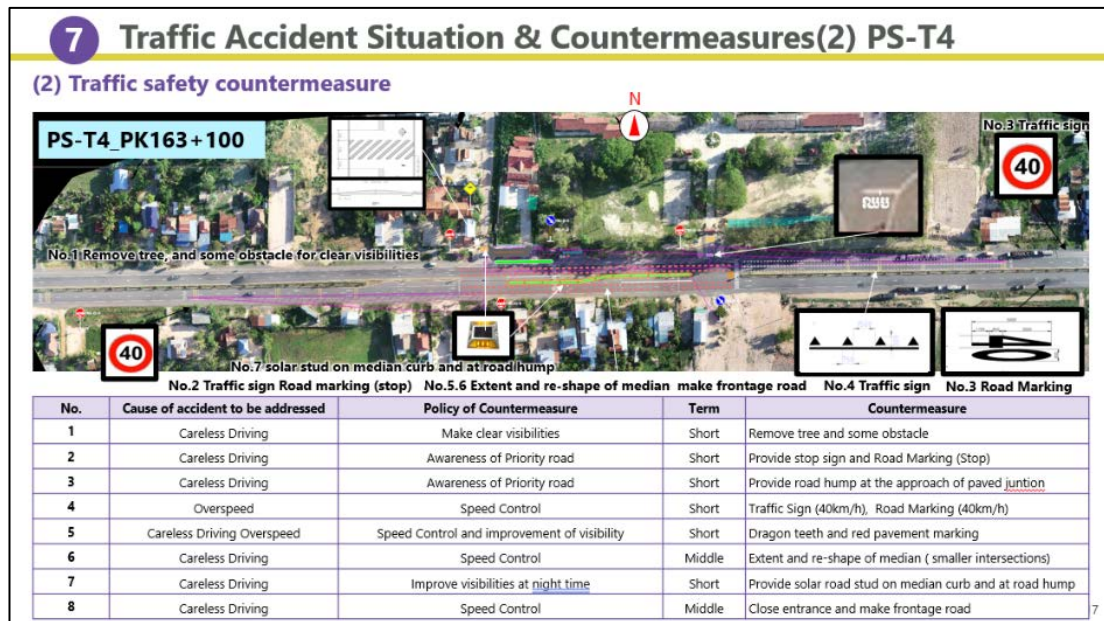 7 Traffic Accident Situation & Countermeasures(2) PS-T4
(2) Traffic safety countermeasure
N
PS-T4_PK163+100
No.3 Traffic sign
40
No.1 Remove tree, and some obstacle for clear visibilities
40
No.7 solar stud on median curb and at road hump
No.2 Traffic sign Road marking (stop) No.5.6 Extent and re-shape of median make frontage road No.4 Traffic sign No.3 Road Marking
No. Cause of accident to be addressed Policy of Countermeasure Term Countermeasure
1 Careless Driving Make clear visibilities Short Remove tree and some obstacle
2 Careless Driving Awareness of Priority road Short Provide stop sign and Road Marking (Stop)
3 Careless Driving Awareness of Priority road Short Provide road hump at the approach of paved juntion
4 Overspeed Speed Control Short Traffic Sign (40km/h), Road Marking (40km/h)
5 Careless Driving Overspeed Speed Control and improvement of visibility Short Dragon teeth and red pavement marking
6 Careless Driving Speed Control Middle Extent and re-shape of median ( smaller intersections)
7 Careless Driving Improve visibilities at night time Short Provide solar road stud on median curb and at road hump
8 Careless Driving Speed Control Middle Close entrance and make frontage road
7